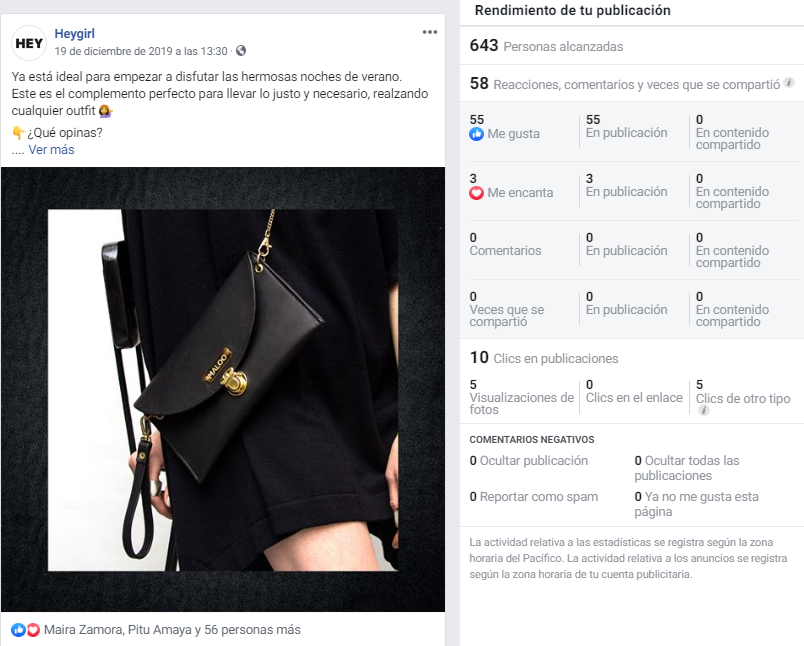 HEY
Heygirl
19 de diciembre de 2019 a las 13:30 ·
Ya está ideal para empezar a disfutar las hermosas noches de verano.
Este es el complemento perfecto para llevar lo justo y necesario, realzando
cualquier outfit
¿Qué opinas?
.... Ver más
MALOO
Maira Zamora, Pitu Amaya y 56 personas más
Rendimiento de tu publicación
643 Personas alcanzadas
58 Reacciones, comentarios y veces que se compartió
55 Me gusta
55 En publicación
0 En contenido compartido
3 Me encanta
3 En publicación
0 En contenido compartido
0 Comentarios
0 En publicación
0 En contenido compartido
0 Veces que se compartió
0 En publicación
0 En contenido compartido
10 Clics en publicaciones
5 Visualizaciones de fotos
0 Clics en el enlace
5 Clics de otro tipo
COMENTARIOS NEGATIVOS
0 Ocultar publicación
0 Ocultar todas las publicaciones
0 Reportar como spam
0 Ya no me gusta esta página
La actividad relativa a las estadísticas se registra según la zona
horaria del Pacífico. La actividad relativa a los anuncios se registra
según la zona horaria de tu cuenta publicitaria.